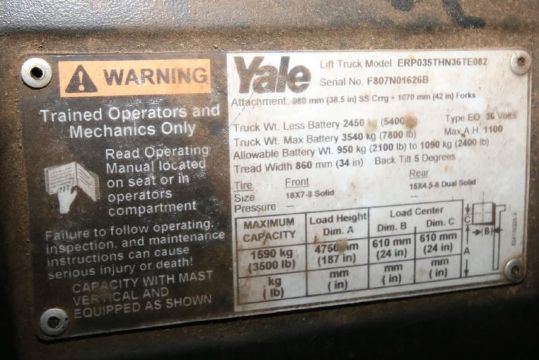 WARNING
Trained Operators and
Mechanics Only
Read Operating
Manual located
on seat or in
operators
compartment
Failure to follow operating,
inspection, and maintenance
instructions can cause
serious injury or death!
CAPACITY WITH MAST
VERTICAL AND
EQUIPPED AS SHOWN
Yale
Lift Truck Model ERP035THN36TE082
Serial No. F807N01626B
Attachment 980 mm (38.5 in) SS Crrg + 1070 mm (42 in) Forks
Truck Wt. Less Battery 2450 kg (5400 Type EO 36 Volts
Truck Wt. Max Battery 3540 kg (7800 lb) Max A.H. 1100
Allowable Battery Wt. 950 kg (2100 lb) to 1090 kg (2400 lb)
Tread Width 860 mm (34 in) Back Tilt 5 Degrees
Tire Front Rear
Size 18X7-8 Solid 15X4.5-8 Dual Solid
Pressure — —
MAXIMUM CAPACITY Load Height Dim. A Load Center Dim. B Dim. C
1590 kg (3500 lb) 4750 mm (187 in) 610 mm (24 in) 610 mm (24 in)
kg ( lb) mm ( in) mm ( in) mm ( in)
C
B
A